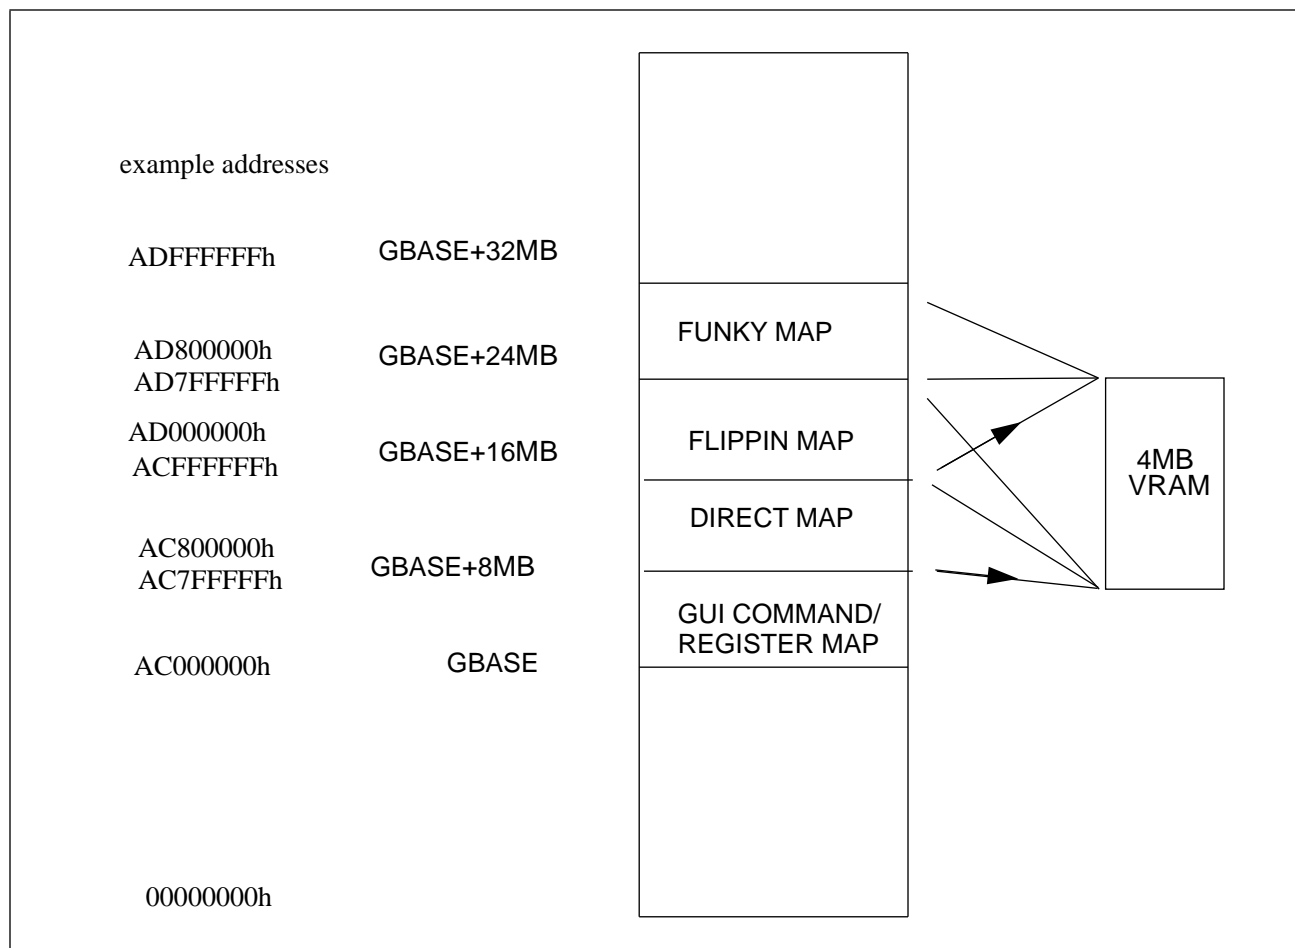 example addresses
ADFFFFFFh GBASE+32MB
FUNKY MAP
AD800000h GBASE+24MB
AD7FFFFFh
AD000000h
FLIPPIN MAP
ACFFFFFFh GBASE+16MB
4MB
VRAM
DIRECT MAP
AC800000h
GBASE+8MB
AC7FFFFFh
GUI COMMAND/
REGISTER MAP
AC000000h GBASE
00000000h